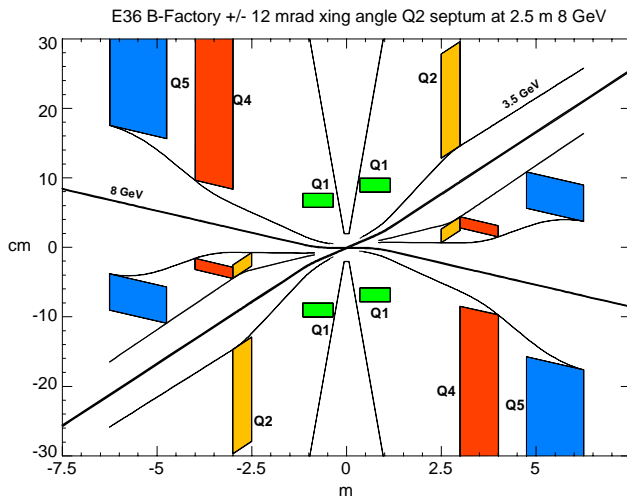 E36 B-Factory +/- 12 mrad xing angle Q2 septum at 2.5 m 8 GeV
30
20
10
0
-10
-20
-30
cm
-7.5
-5
-2.5
0
2.5
5
m
Q5
Q4
Q2
3.5 GeV
Q1
Q1
8 GeV
Q1
Q1
Q2
Q4
Q5